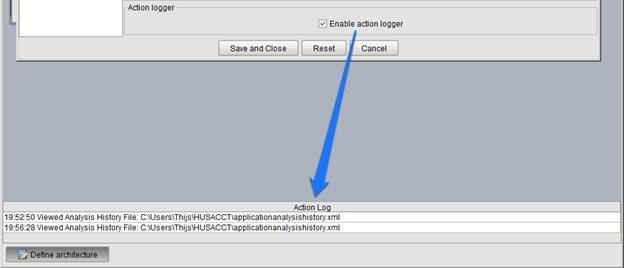 Action logger
Enable action logger
Save and Close Reset Cancel
Action Log
19:52:50 Viewed Analysis History File: C:\Users\Thijs\HUSACCT\applicationanalysishistory.xml
19:56:28 Viewed Analysis History File: C:\Users\Thijs\HUSACCT\applicationanalysishistory.xml
Define architecture